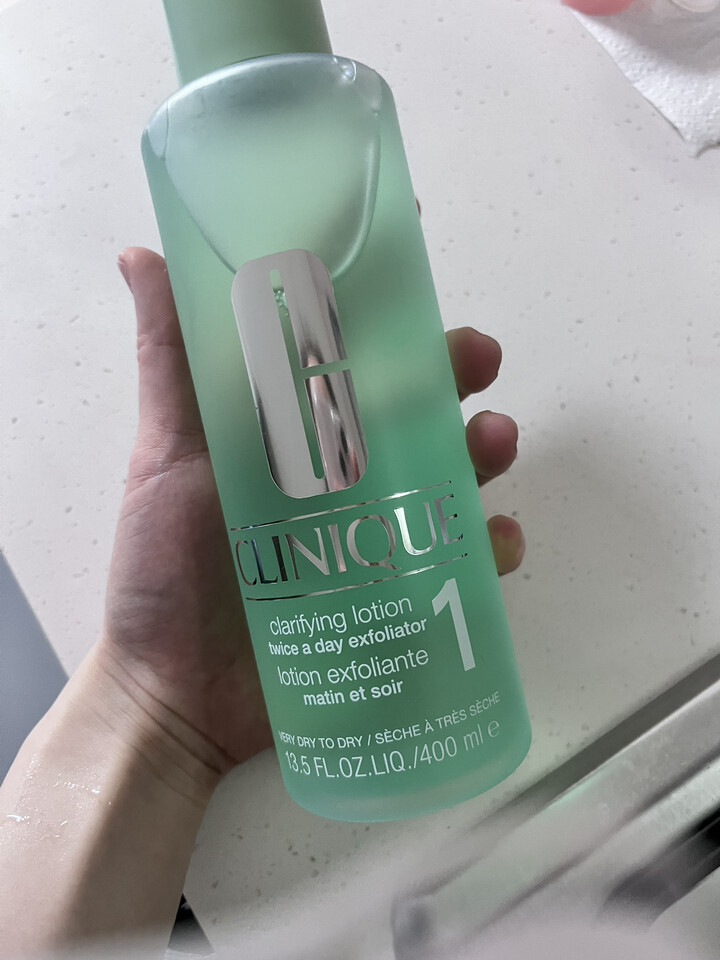 CLINIQUE
clarifying lotion
twice a day exfoliator
1
lotion exfoliante
matin et soir
VERY DRY TO DRY / SÈCHE À TRÈS SÈCHE
13.5 FL.OZ.LIQ./400 ml ℮